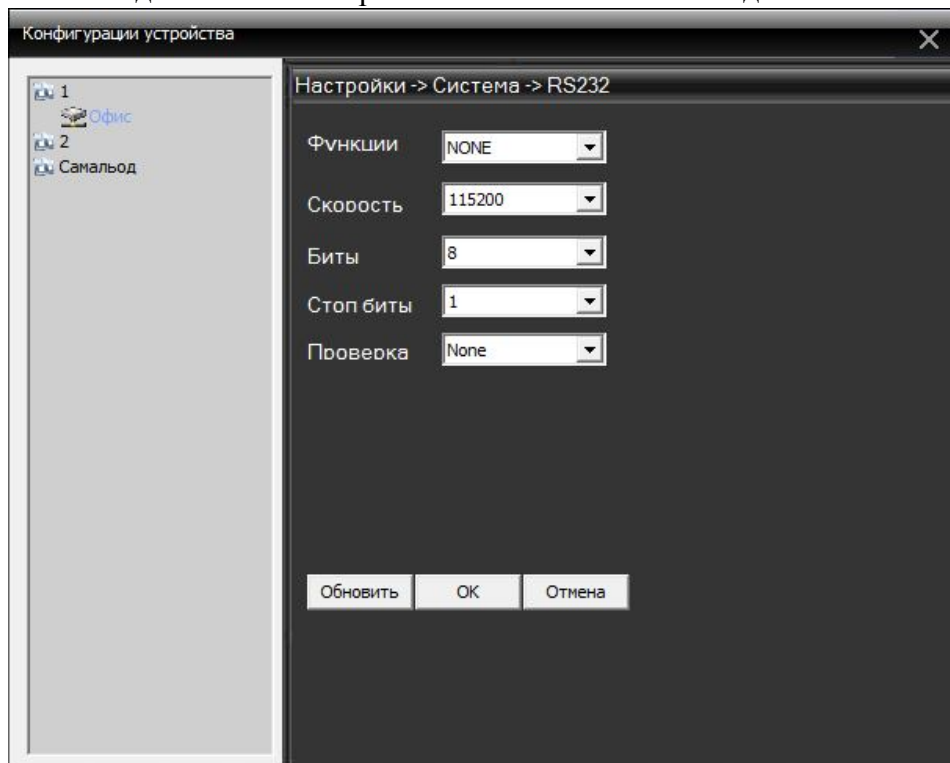 Конфигурации устройства
1
Офис
2
Самальод
Настройки -> Система -> RS232
Функции NONE
Скорость 115200
Биты 8
Стоп биты 1
Проверка None
Обновить OK Отмена